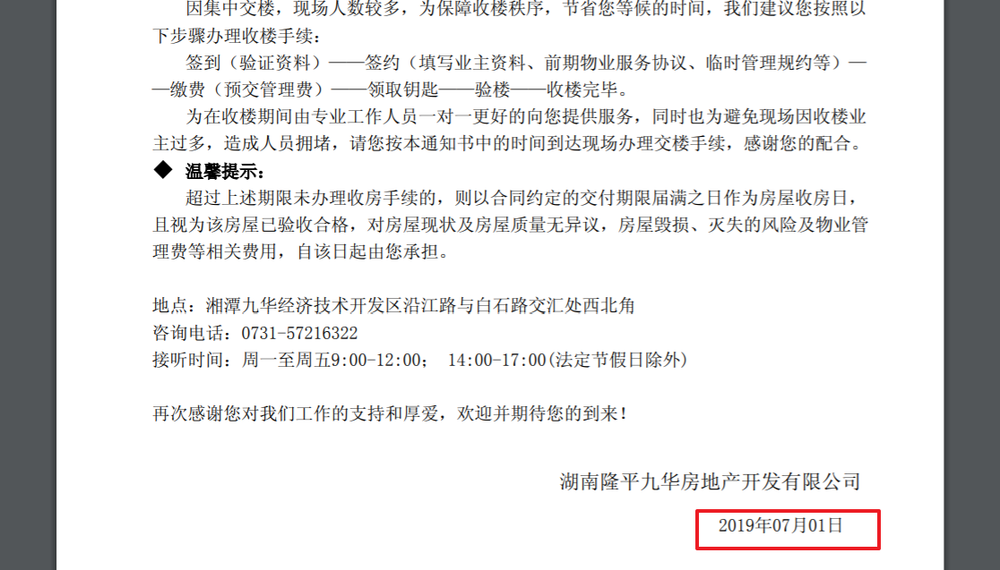 因集中交楼，现场人数较多，为保障收楼秩序，节省您等候的时间，我们建议您按照以
下步骤办理收楼手续：
签到（验证资料）——签约（填写业主资料、前期物业服务协议、临时管理规约等）—
—缴费（预交管理费）——领取钥匙——验楼——收楼完毕。
为在收楼期间由专业工作人员一对一更好的向您提供服务，同时也为避免现场因收楼业
主过多，造成人员拥堵，请您按本通知书中的时间到达现场办理交楼手续，感谢您的配合。
◆ 温馨提示：
超过上述期限未办理收房手续的，则以合同约定的交付期限届满之日作为房屋收房日，
且视为该房屋已验收合格，对房屋现状及房屋质量无异议，房屋毁损、灭失的风险及物业管
理费等相关费用，自该日起由您承担。
地点：湘潭九华经济技术开发区沿江路与白石路交汇处西北角
咨询电话：0731-57216322
接听时间：周一至周五9:00-12:00； 14:00-17:00(法定节假日除外)
再次感谢您对我们工作的支持和厚爱，欢迎并期待您的到来！
湖南隆平九华房地产开发有限公司
2019年07月01日